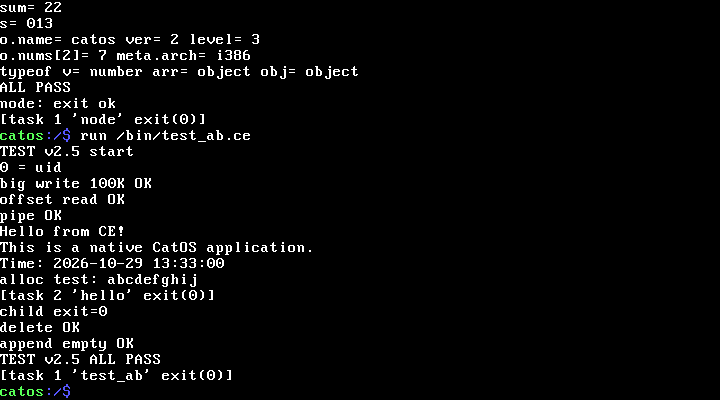 sum= 22
s= 013
o.name= catos ver= 2 level= 3
o.nums[2]= 7 meta.arch= i386
typeof v= number arr= object obj= object
ALL PASS
node: exit ok
[task 1 'node' exit(0)]
catos:/$ run /bin/test_ab.ce
TEST v2.5 start
0 = uid
big write 100K OK
offset read OK
pipe OK
Hello from CE!
This is a native CatOS application.
Time: 2026-10-29 13:33:00
alloc test: abcdefghij
[task 2 'hello' exit(0)]
child exit=0
delete OK
append empty OK
TEST v2.5 ALL PASS
[task 1 'test_ab' exit(0)]
catos:/$